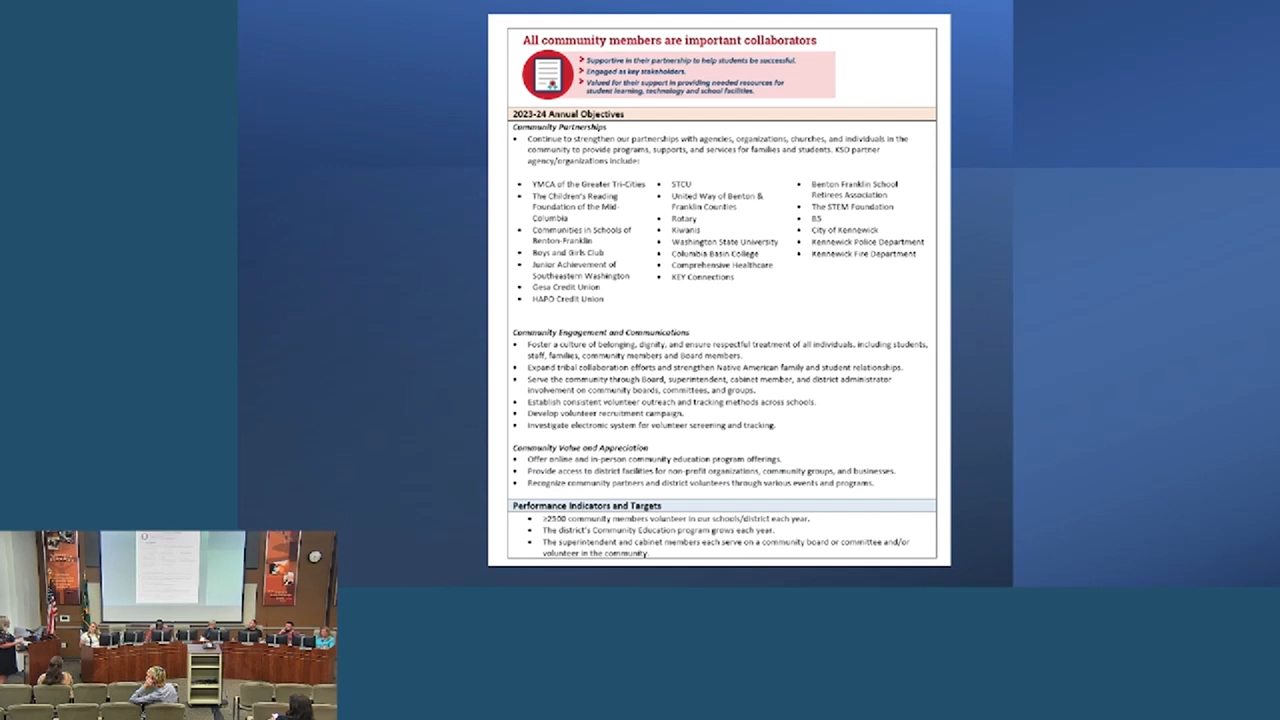 All community members are important collaborators
Supportive in their partnership to help students be successful.
Engaged as key stakeholders.
Valued for their support in providing needed resources for
student learning, technology and school facilities.
2023-24 Annual Objectives
Community Partnerships
• Continue to strengthen our partnerships with agencies, organizations, churches, and individuals in the
community to provide programs, supports, and services for families and students. KSD partner
agency/organizations include:
• YMCA of the Greater Tri-Cities
• The Children's Reading
Foundation of the Mid-
Columbia
• Communities in Schools of
Benton-Franklin
• Boys and Girls Club
• Junior Achievement of
Southeastern Washington
• Gesa Credit Union
• HAPO Credit Union
• STCU
• United Way of Benton &
Franklin Counties
• Rotary
• Kiwanis
• Washington State University
• Columbia Basin College
• Comprehensive Healthcare
• KEY Connections
• Benton Franklin School
Retirees Association
• The STEM Foundation
• B5
• City of Kennewick
• Kennewick Police Department
• Kennewick Fire Department
Community Engagement and Communications
• Foster a culture of belonging, dignity, and ensure respectful treatment of all individuals, including students,
staff, families, community members and Board members.
• Expand tribal collaboration efforts and strengthen Native American family and student relationships.
• Serve the community through Board, superintendent, cabinet member, and district administrator
involvement on community boards, committees, and groups.
• Establish consistent volunteer outreach and tracking methods across schools.
• Develop volunteer recruitment campaign.
• Investigate electronic system for volunteer screening and tracking.
Community Value and Appreciation
• Offer online and in-person community education program offerings.
• Provide access to district facilities for non-profit organizations, community groups, and businesses.
• Recognize community partners and district volunteers through various events and programs.
Performance Indicators and Targets
• ≥2500 community members volunteer in our schools/district each year.
• The district's Community Education program grows each year.
• The superintendent and cabinet members each serve on a community board or committee and/or
volunteer in the community.